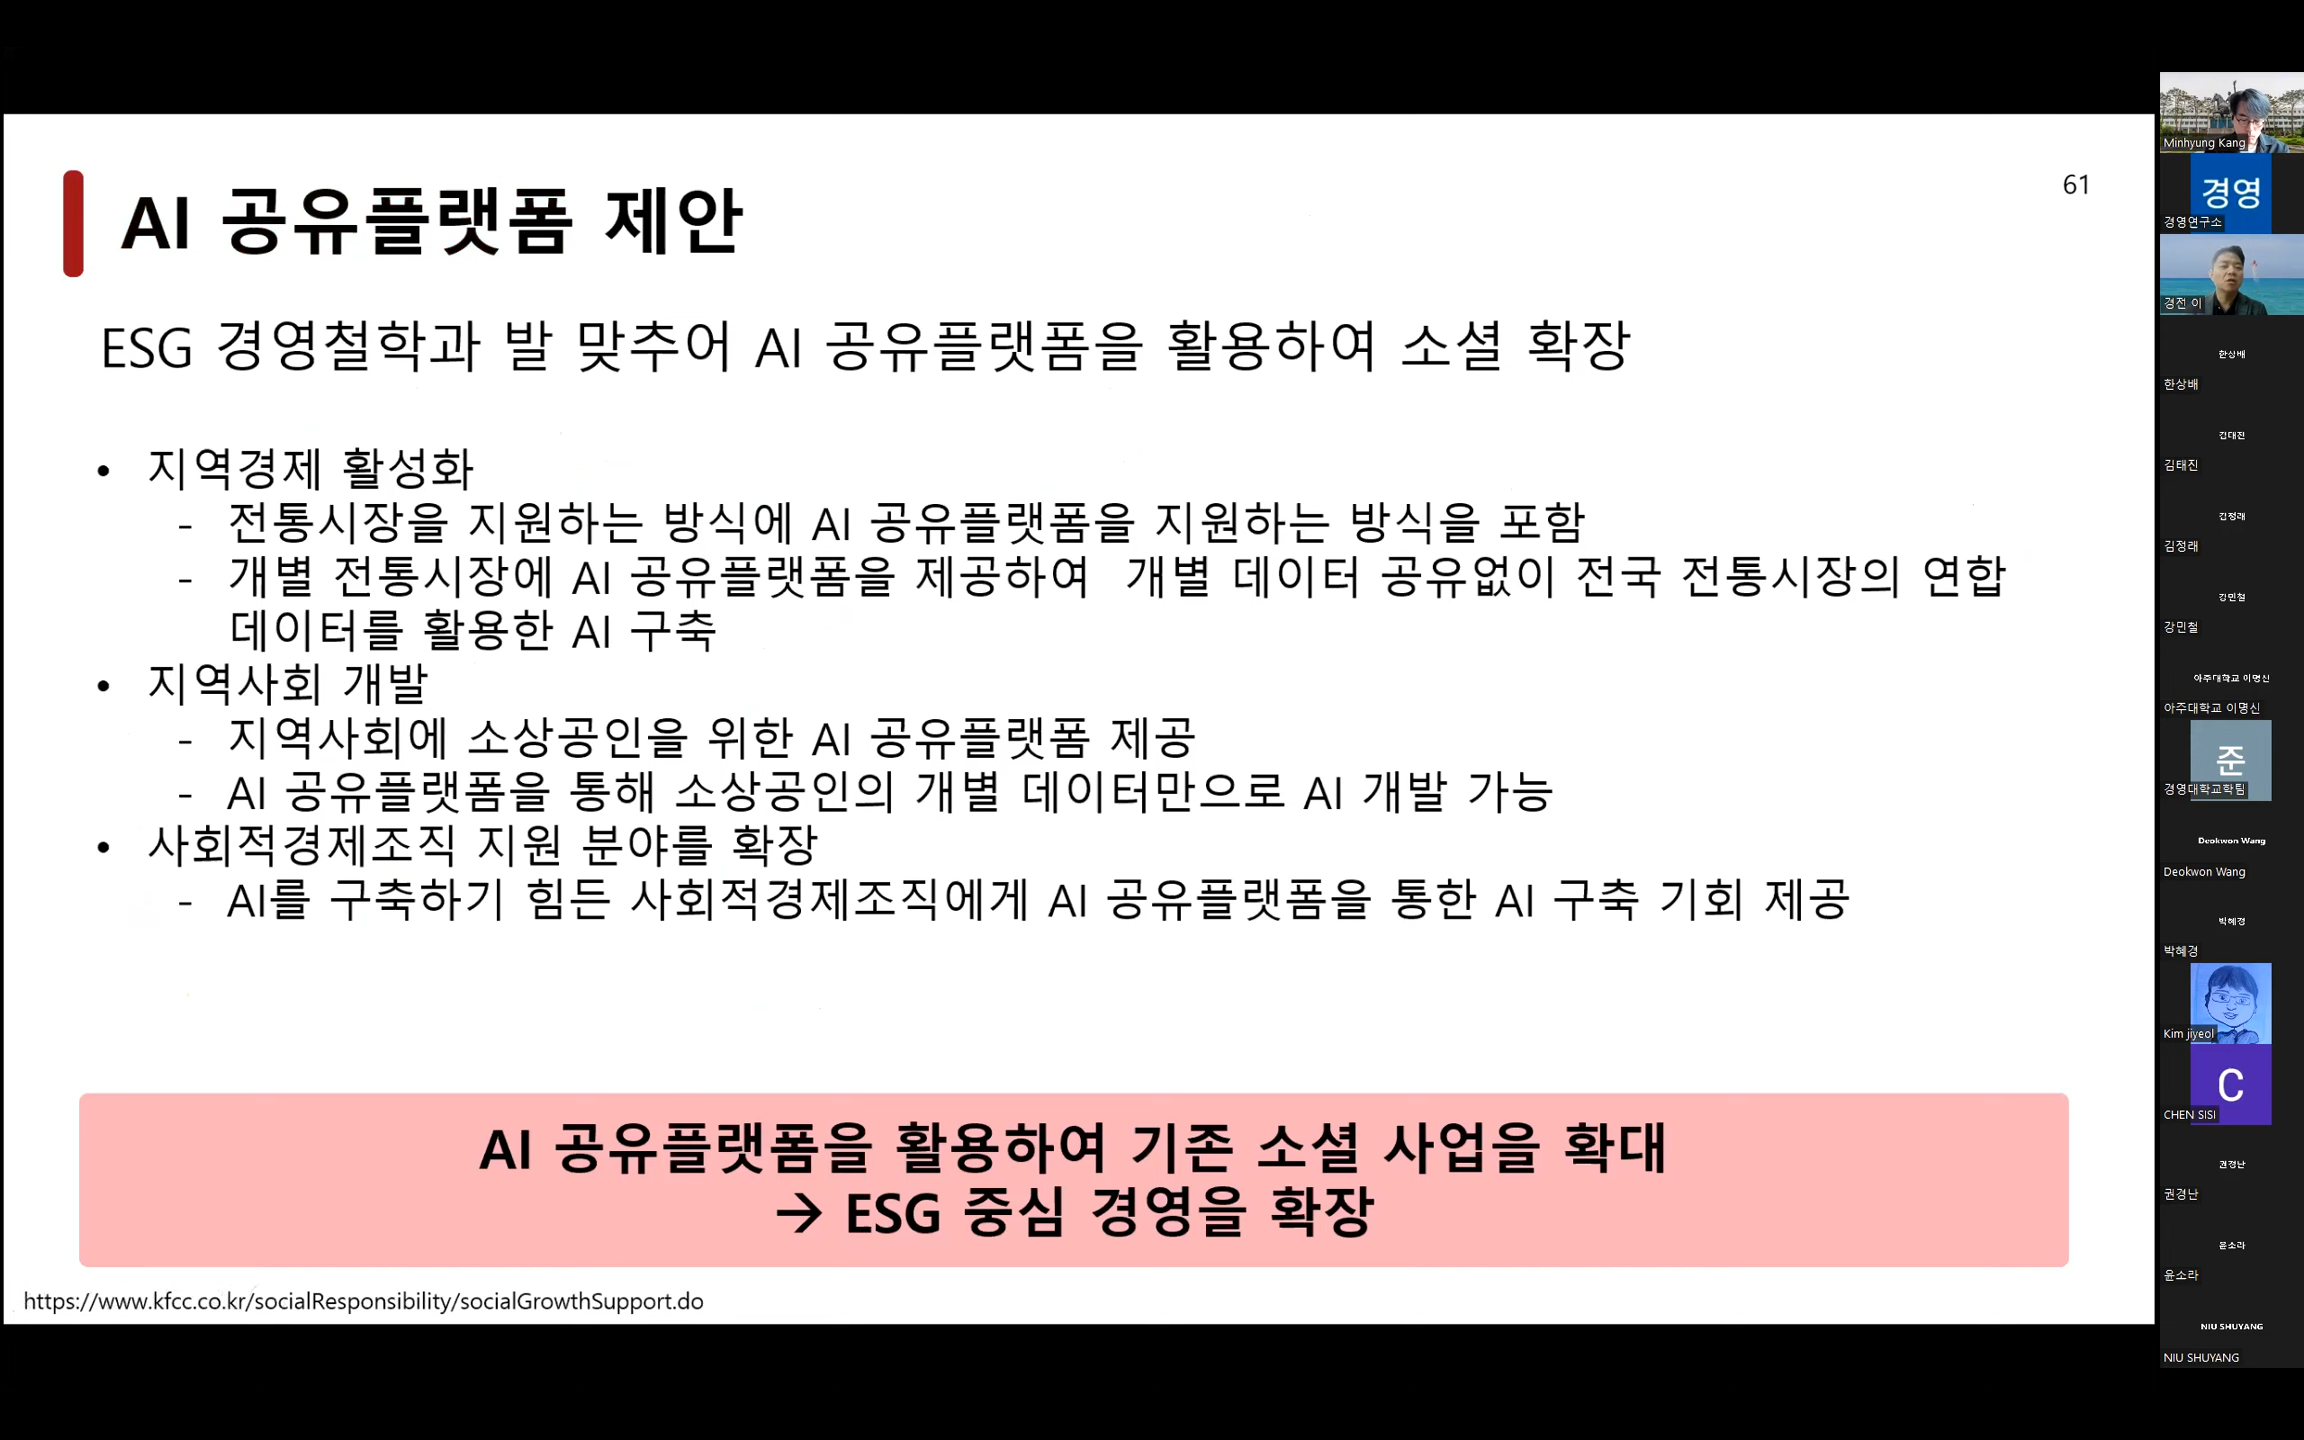 AI 공유플랫폼 제안
61
ESG 경영철학과 발 맞추어 AI 공유플랫폼을 활용하여 소셜 확장
• 지역경제 활성화
- 전통시장을 지원하는 방식에 AI 공유플랫폼을 지원하는 방식을 포함
- 개별 전통시장에 AI 공유플랫폼을 제공하여 개별 데이터 공유없이 전국 전통시장의 연합
데이터를 활용한 AI 구축
• 지역사회 개발
- 지역사회에 소상공인을 위한 AI 공유플랫폼 제공
- AI 공유플랫폼을 통해 소상공인의 개별 데이터만으로 AI 개발 가능
• 사회적경제조직 지원 분야를 확장
- AI를 구축하기 힘든 사회적경제조직에게 AI 공유플랫폼을 통한 AI 구축 기회 제공
AI 공유플랫폼을 활용하여 기존 소셜 사업을 확대
→ ESG 중심 경영을 확장
https://www.kfcc.co.kr/socialResponsibility/socialGrowthSupport.do
Minhyung Kang
경영
경영연구소
경전 이
한상배
한상배
김태진
김태진
김정래
김정래
강민철
강민철
아주대학교 이명신
아주대학교 이명신
준
Deokwon Wang
Deokwon Wang
박혜경
박혜경
Kim jiyeol
C
CHEN SISI
권경난
권경난
윤소라
윤소라
NIU SHUYANG
NIU SHUYANG